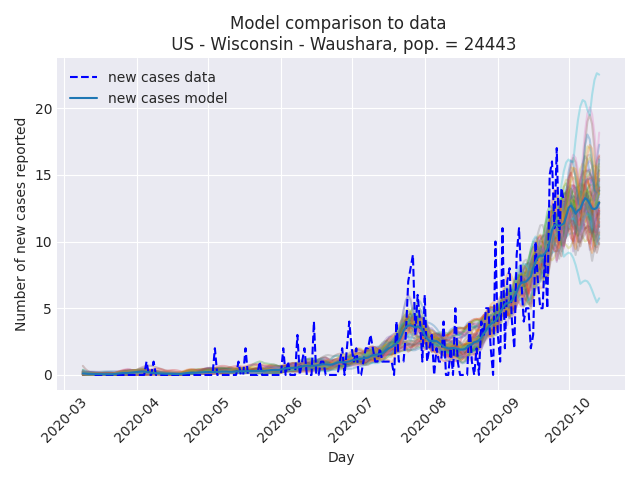 Model comparison to data
US - Wisconsin - Waushara, pop. = 24443
new cases data
new cases model
Number of new cases reported
20
15
10
5
0
2020-03
2020-04
2020-05
2020-06
2020-07
2020-08
2020-09
2020-10
Day